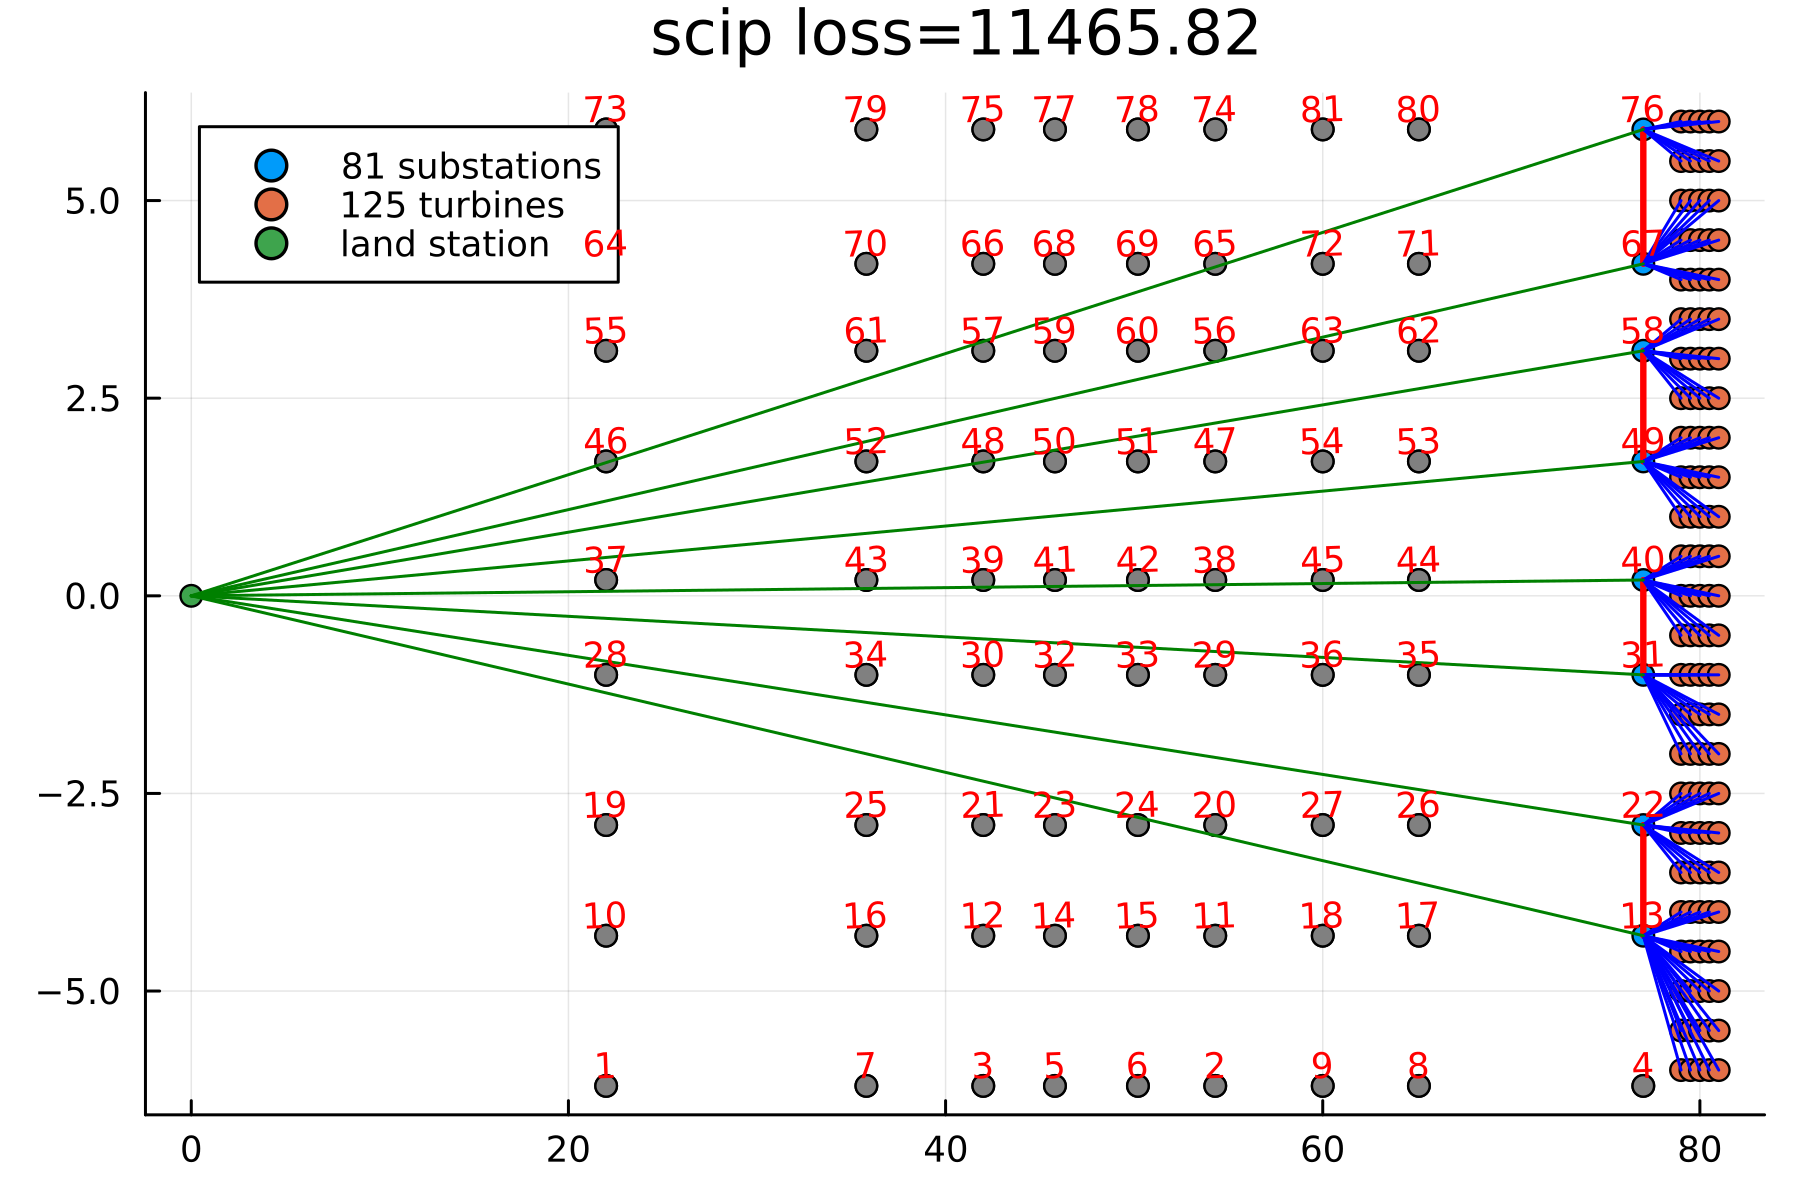 scip loss=11465.82
81 substations
125 turbines
land station
73 79 75 77 78 74 81 80 76
5.0
64 70 66 68 69 65 72 71 67
55 61 57 59 60 56 63 62 58
2.5
46 52 48 50 51 47 54 53 49
37 43 39 41 42 38 45 44 40
0.0
28 34 30 32 33 29 36 35 31
−2.5
19 25 21 23 24 20 27 26 22
10 16 12 14 15 11 18 17 13
−5.0
1 7 3 5 6 2 9 8 4
0 20 40 60 80